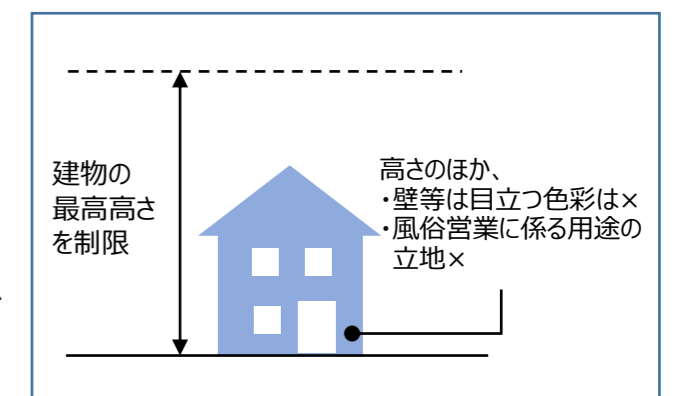 建物の
最高高さ
を制限
高さのほか、
・壁等は目立つ色彩は×
・風俗営業に係る用途の
立地×